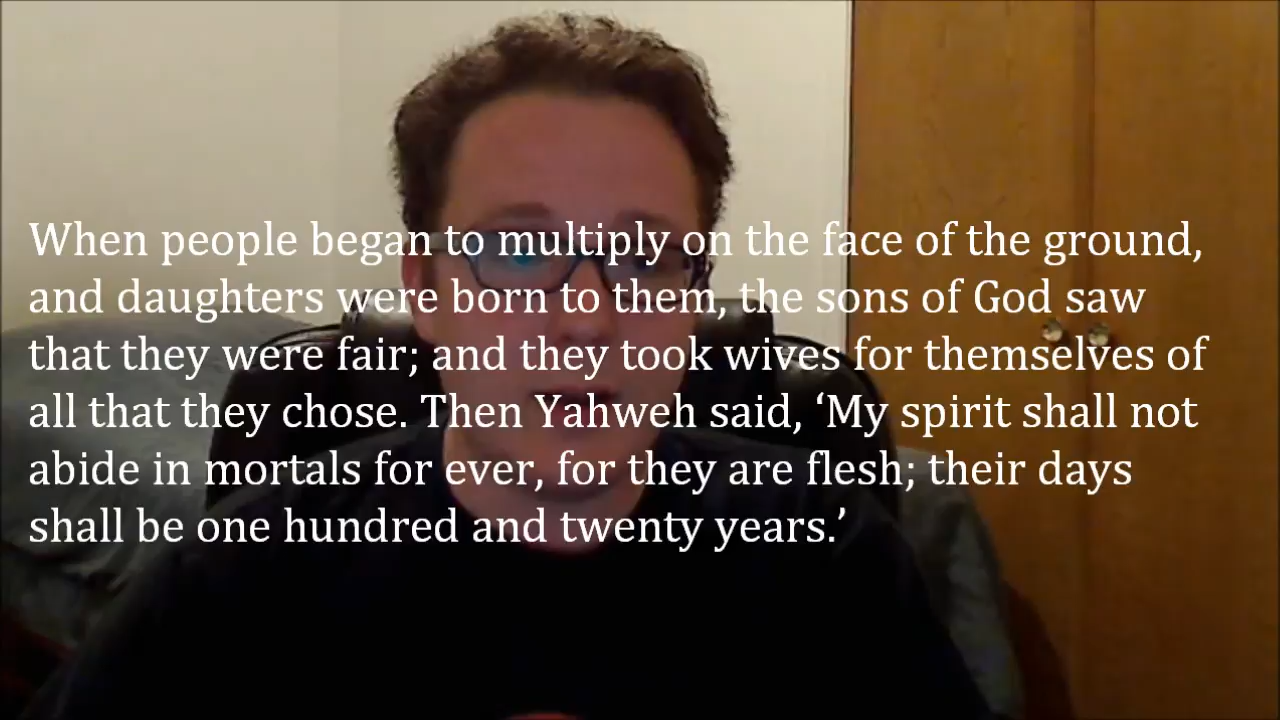 When people began to multiply on the face of the ground,
and daughters were born to them, the sons of God saw
that they were fair; and they took wives for themselves of
all that they chose. Then Yahweh said, ‘My spirit shall not
abide in mortals for ever, for they are flesh; their days
shall be one hundred and twenty years.’